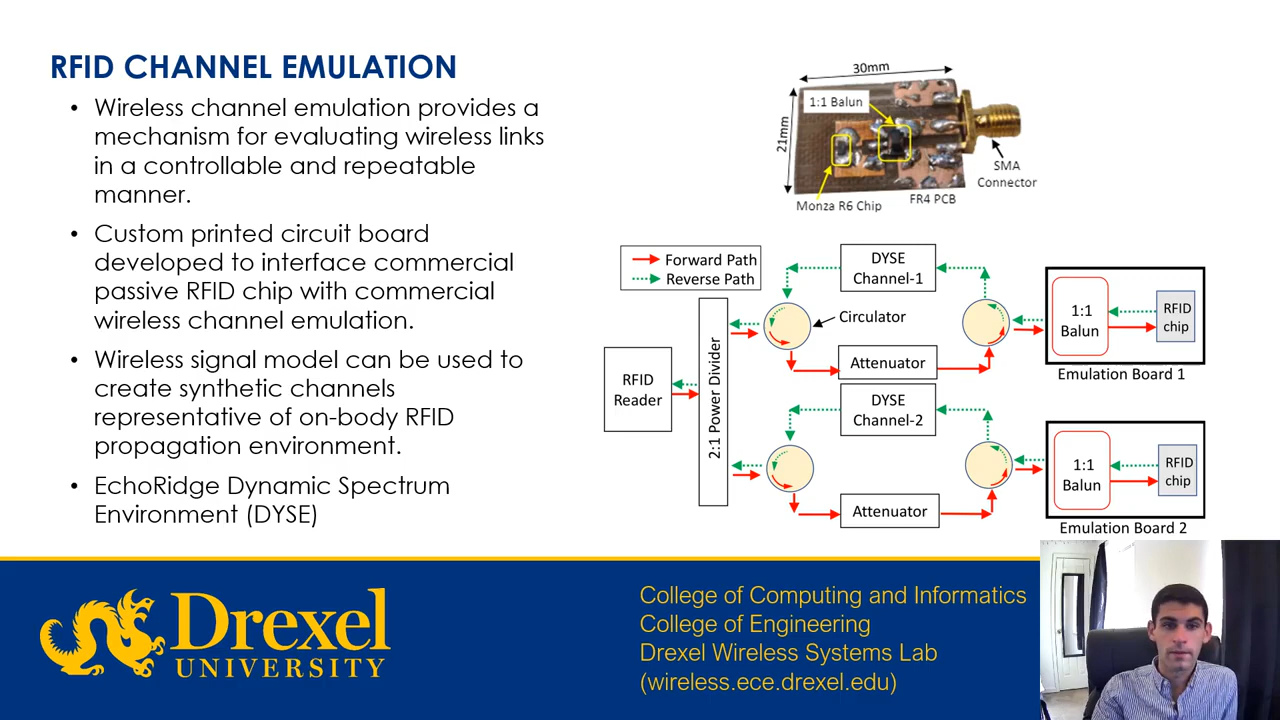 RFID CHANNEL EMULATION
• Wireless channel emulation provides a
mechanism for evaluating wireless links
in a controllable and repeatable
manner.
• Custom printed circuit board
developed to interface commercial
passive RFID chip with commercial
wireless channel emulation.
• Wireless signal model can be used to
create synthetic channels
representative of on-body RFID
propagation environment.
• EchoRidge Dynamic Spectrum
Environment (DYSE)
30mm
1:1 Balun
21mm
SMA
Connector
Monza R6 Chip
FR4 PCB
Forward Path
Reverse Path
DYSE
Channel-1
Circulator
1:1
Balun
RFID
chip
Attenuator
Emulation Board 1
RFID
Reader
2:1 Power Divider
DYSE
Channel-2
1:1
Balun
RFID
chip
Attenuator
Emulation Board 2
Drexel
UNIVERSITY
College of Computing and Informatics
College of Engineering
Drexel Wireless Systems Lab
(wireless.ece.drexel.edu)